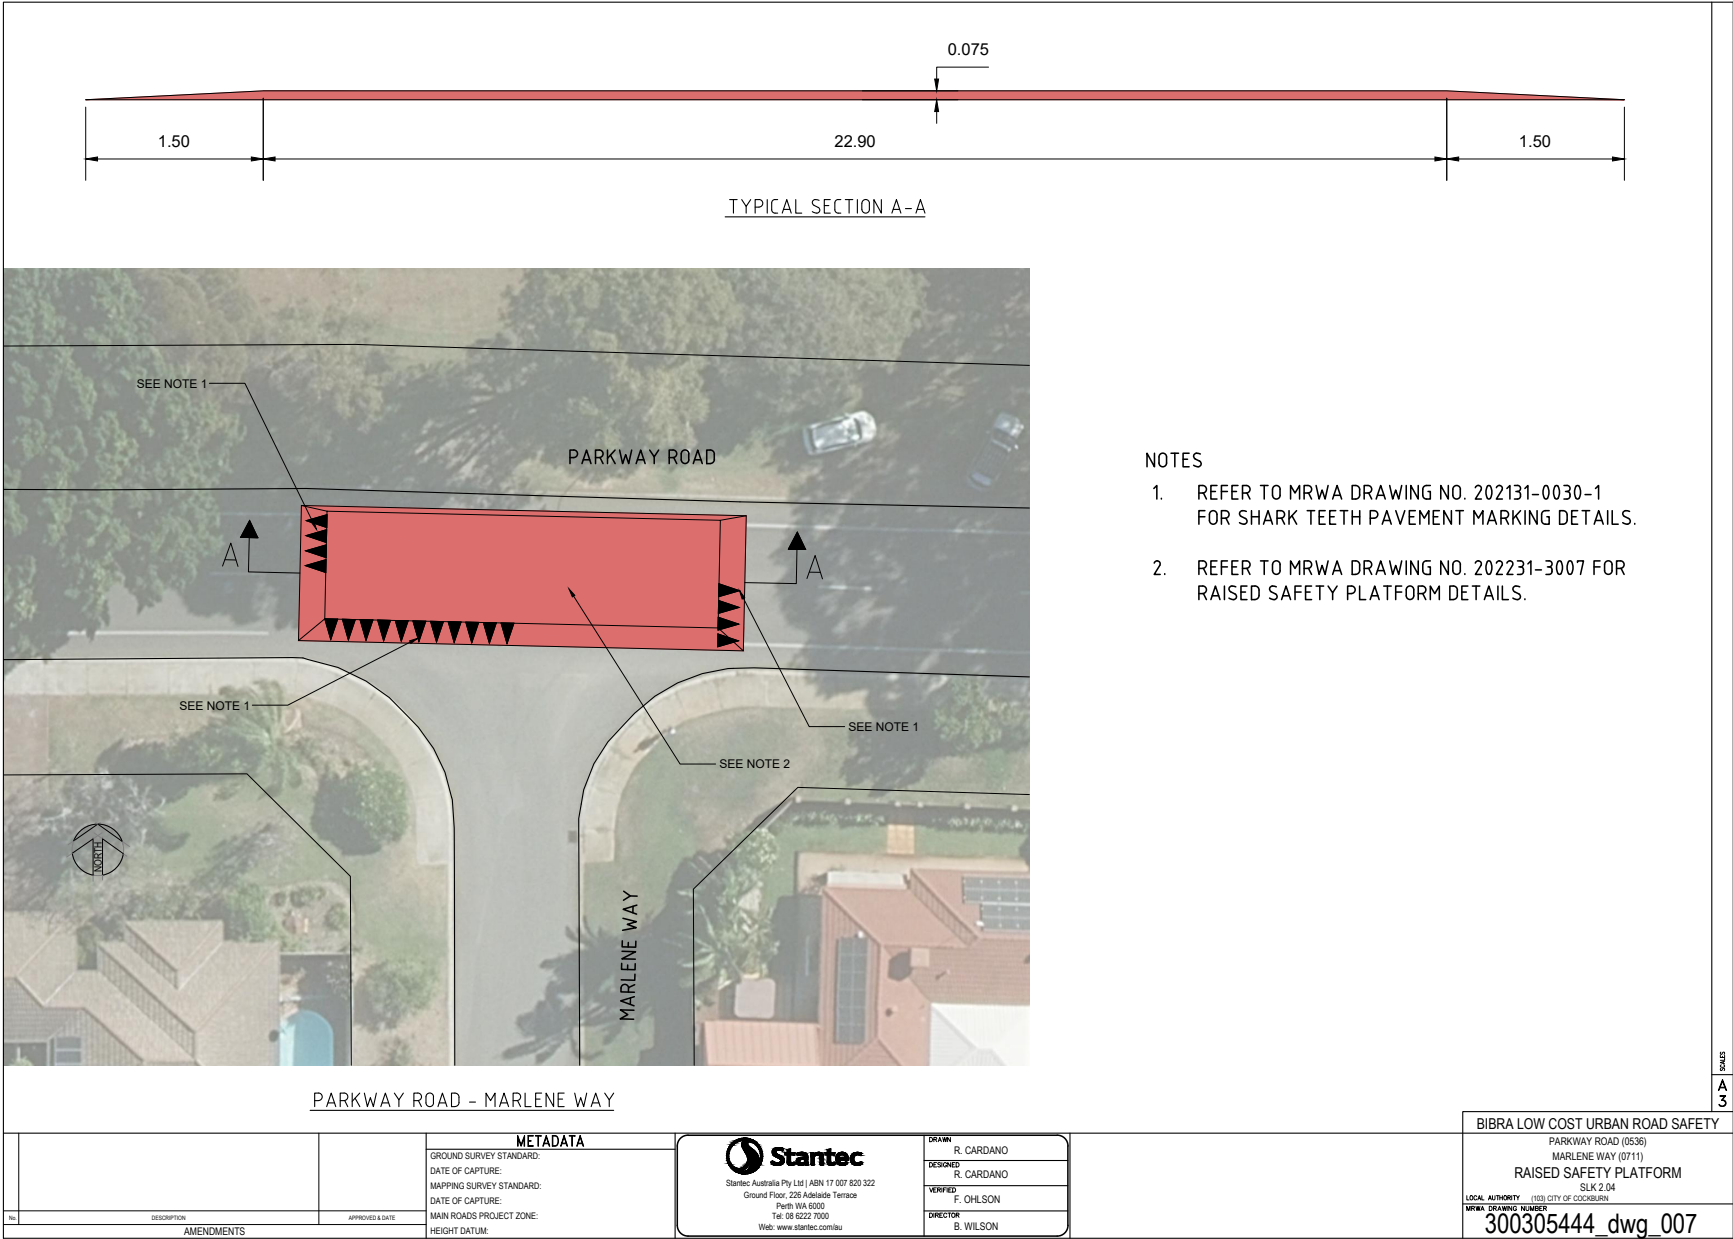 0.075
1.50
22.90
1.50
TYPICAL SECTION A-A
SEE NOTE 1
PARKWAY ROAD
A
A
SEE NOTE 1
SEE NOTE 1
SEE NOTE 2
NORTH
MARLENE WAY
PARKWAY ROAD - MARLENE WAY
NOTES
1. REFER TO MRWA DRAWING NO. 202131-0030-1
FOR SHARK TEETH PAVEMENT MARKING DETAILS.
2. REFER TO MRWA DRAWING NO. 202231-3007 FOR
RAISED SAFETY PLATFORM DETAILS.
SCALES
A
3
No. DESCRIPTION APPROVED & DATE
AMENDMENTS
METADATA
GROUND SURVEY STANDARD:
DATE OF CAPTURE:
MAPPING SURVEY STANDARD:
DATE OF CAPTURE:
MAIN ROADS PROJECT ZONE:
HEIGHT DATUM:
Stantec
Stantec Australia Pty Ltd | ABN 17 007 820 322
Ground Floor, 226 Adelaide Terrace
Perth WA 6000
Tel: 08 6222 7000
Web: www.stantec.com/au
DRAWN
R. CARDANO
DESIGNED
R. CARDANO
VERIFIED
F. OHLSON
DIRECTOR
B. WILSON
BIBRA LOW COST URBAN ROAD SAFETY
PARKWAY ROAD (0536)
MARLENE WAY (0711)
RAISED SAFETY PLATFORM
SLK 2.04
LOCAL AUTHORITY (103) CITY OF COCKBURN
MRWA DRAWING NUMBER
300305444_dwg_007